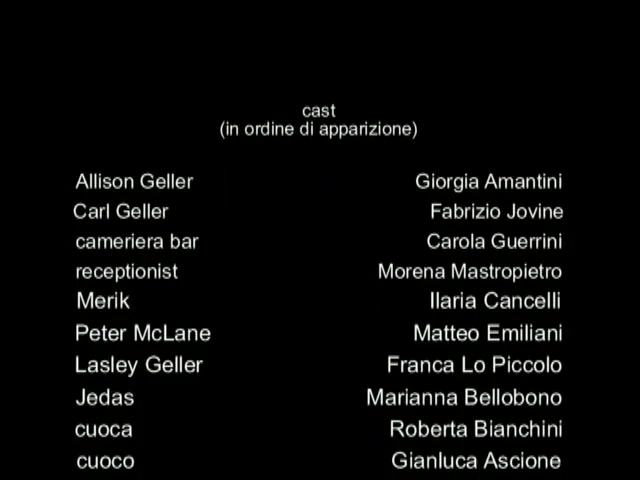 cast
(in ordine di apparizione)
Allison Geller Giorgia Amantini
Carl Geller Fabrizio Jovine
cameriera bar Carola Guerrini
receptionist Morena Mastropietro
Merik Ilaria Cancelli
Peter McLane Matteo Emiliani
Lasley Geller Franca Lo Piccolo
Jedas Marianna Bellobono
cuoca Roberta Bianchini
cuoco Gianluca Ascione